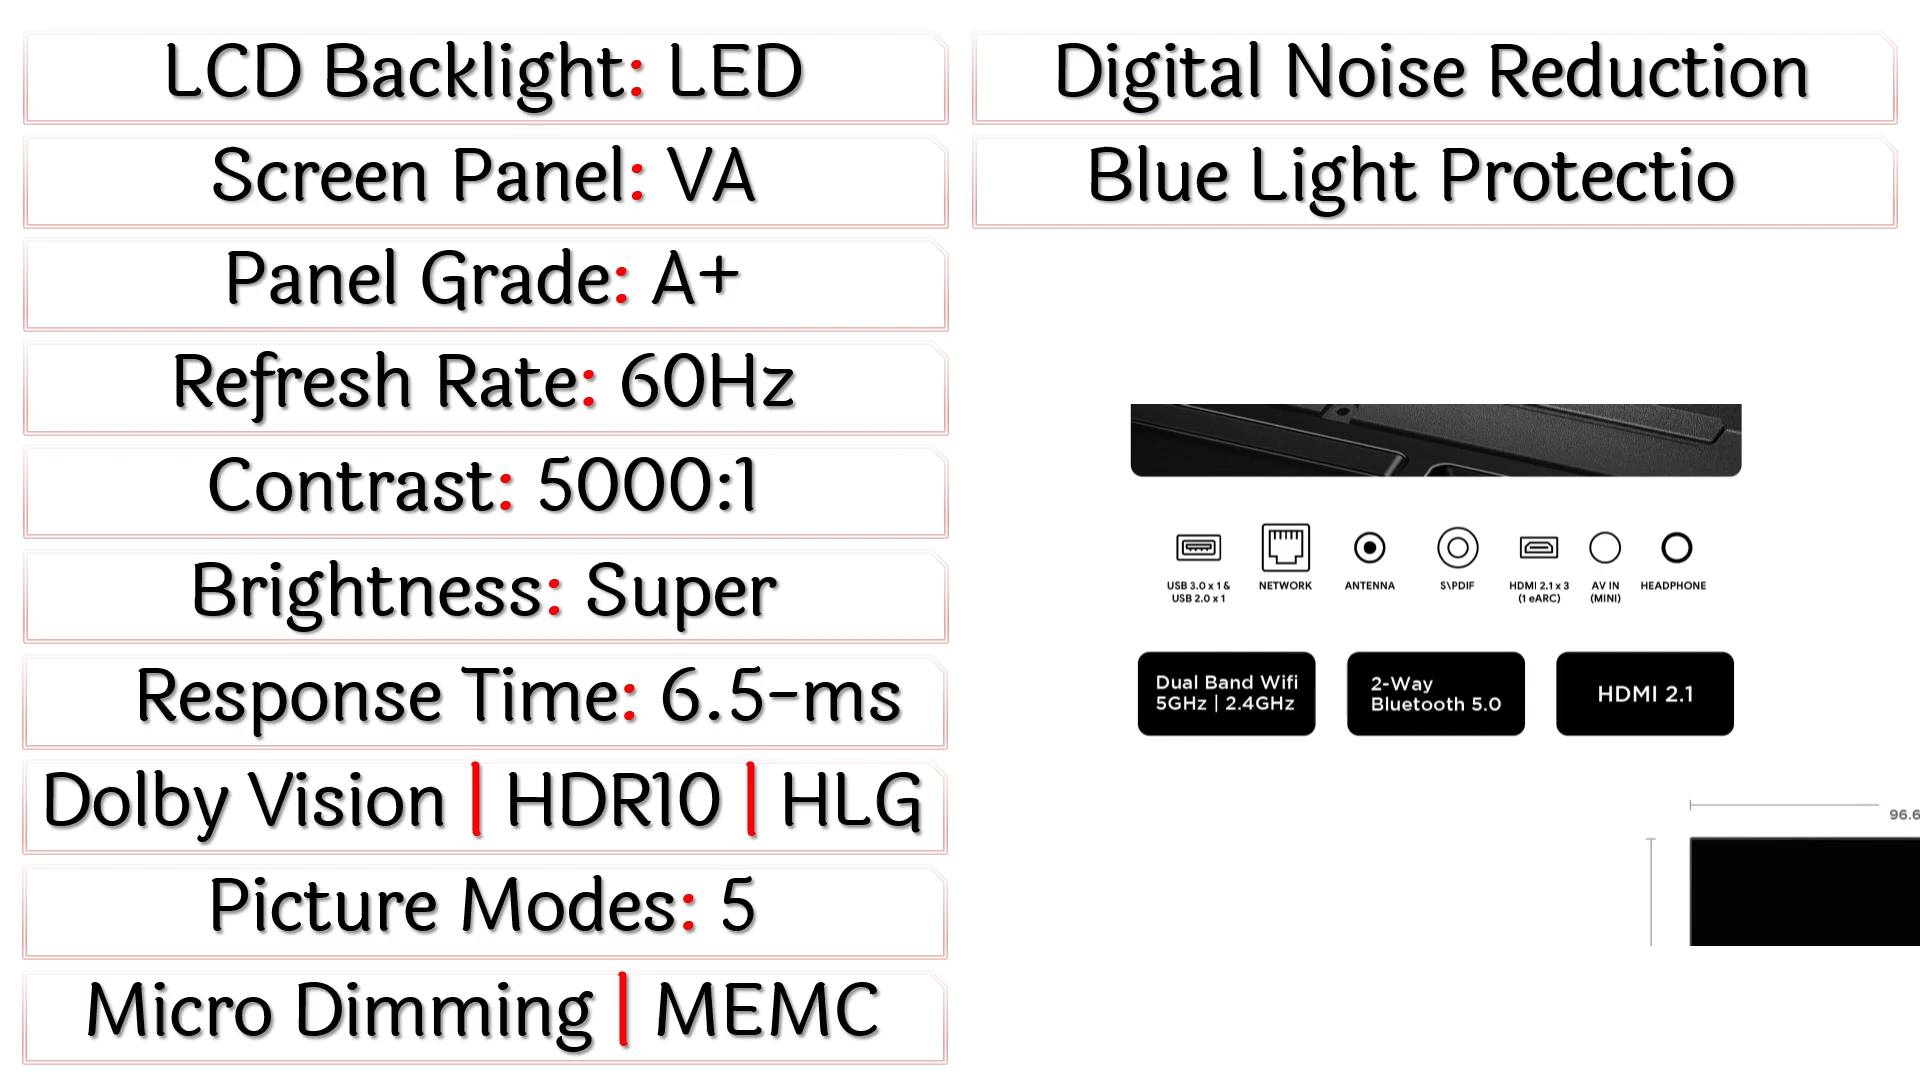 LCD Backlight: LED
Screen Panel: VA
Panel Grade: A+
Refresh Rate: 60Hz
Contrast: 5000:1
Brightness: Super
Response Time: 6.5-ms
Dolby Vision | HDR10 | HLG
Picture Modes: 5
Micro Dimming | MEMC
Digital Noise Reduction
Blue Light Protectio
USB 3.0 x 1 &
USB 2.0 x 1
NETWORK
ANTENNA
S\PDIF
HDMI 2.1 x 3
(1 eARC)
AV IN
(MINI)
HEADPHONE
Dual Band Wifi
5GHz | 2.4GHz
2-Way
Bluetooth 5.0
HDMI 2.1
96.6